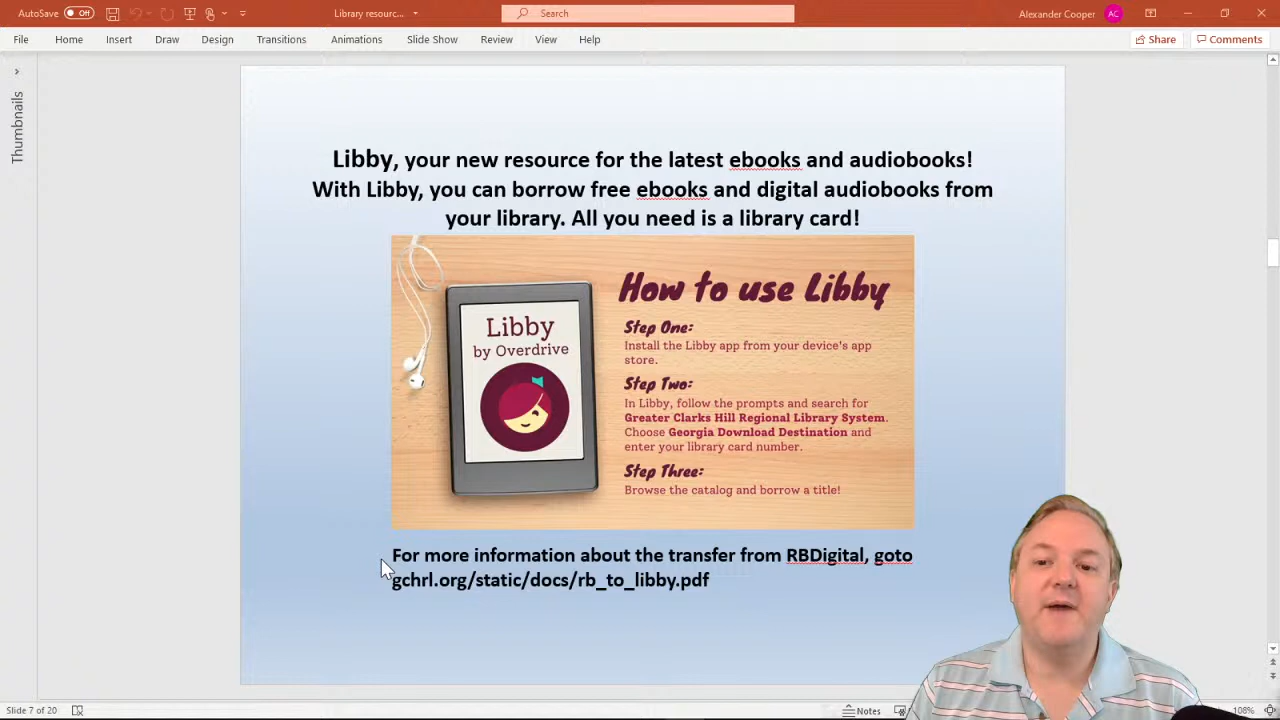 AutoSave Off Library resourc... Search Alexander Cooper AC
File Home Insert Draw Design Transitions Animations Slide Show Review View Help Share Comments
Thumbnails
Libby, your new resource for the latest ebooks and audiobooks!
With Libby, you can borrow free ebooks and digital audiobooks from
your library. All you need is a library card!
Libby
by Overdrive
How to use Libby
Step One:
Install the Libby app from your device's app
store.
Step Two:
In Libby, follow the prompts and search for
Greater Clarks Hill Regional Library System.
Choose Georgia Download Destination and
enter your library card number.
Step Three:
Browse the catalog and borrow a title!
For more information about the transfer from RBDigital, goto
gchrl.org/static/docs/rb_to_libby.pdf
Slide 7 of 20 Notes 108%